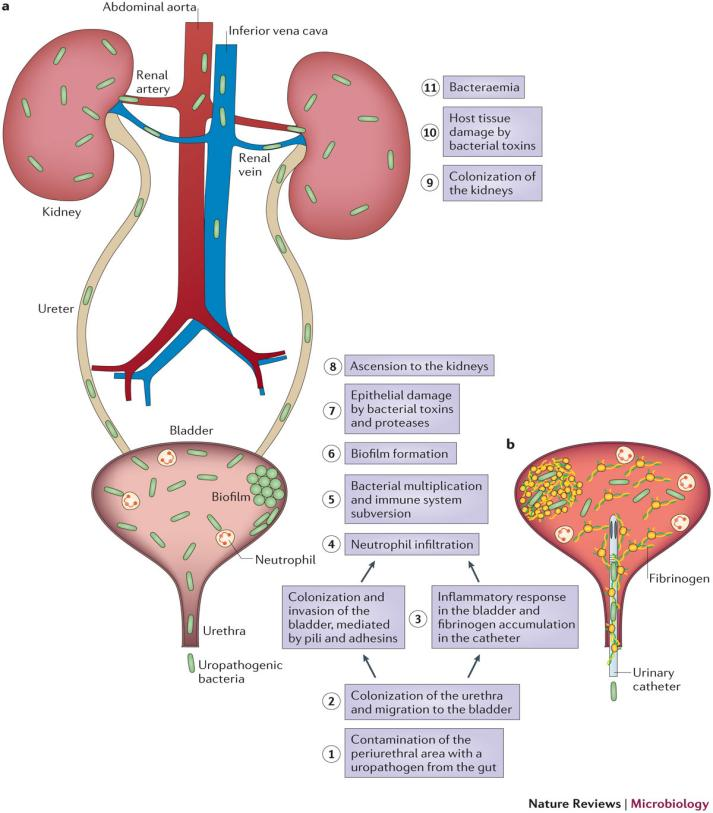 a
Abdominal aorta
Inferior vena cava
Renal
artery
Renal
vein
Kidney
Ureter
11 Bacteraemia
10 Host tissue
damage by
bacterial toxins
9 Colonization of
the kidneys
8 Ascension to the kidneys
7 Epithelial damage
by bacterial toxins
and proteases
6 Biofilm formation
5 Bacterial multiplication
and immune system
subversion
4 Neutrophil infiltration
Bladder
Biofilm
Neutrophil
Urethra
Uropathogenic
bacteria
Colonization and
invasion of the
bladder, mediated
by pili and adhesins
3 Inflammatory response
in the bladder and
fibrinogen accumulation
in the catheter
2 Colonization of the urethra
and migration to the bladder
1 Contamination of the
periurethral area with a
uropathogen from the gut
b
Fibrinogen
Urinary
catheter
Nature Reviews | Microbiology